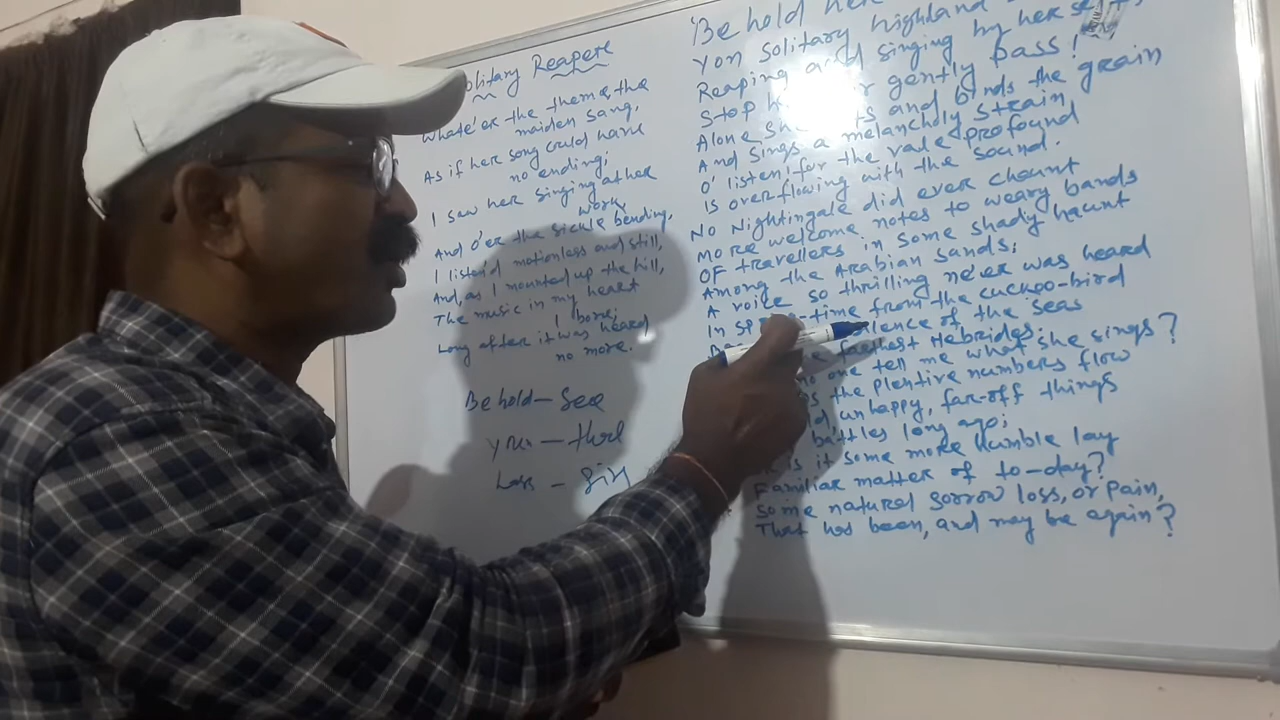 Solitary Reaper
Whate'er the theme, the
maiden sang,
As if her song could have
no ending;
I saw her singing at her
work,
And o'er the sickle bending,
I listen'd motionless and still,
And, as I mounted up the hill,
The music in my heart
I bore;
Long after it was heard
no more.
Behold - See
yon - that
Lass - girl
'Behold her
Yon solitary highland
Reaping and singing by herself,
Stop her gently pass!
Alone she ts and binds the grain
And sings a melancholy strain
O' listen! for the vale profound
Is overflowing with the sound.
No Nightingale did ever chaunt
more welcome notes to weary bands
OF travellers in some shady haunt
Among the Arabian sands:
A voice so thrilling ne'er was heard
In sp -time from the cuckoo-bird
lence of the seas
farthest Hebrides.
no one tell me what she sings?
s the plentive numbers flow
d, unhappy, far-off things
battles long ago;
is it some more humble lay
Familiar matter of to-day?
Some natural sorrow loss, or Pain,
That has been, and may be again?